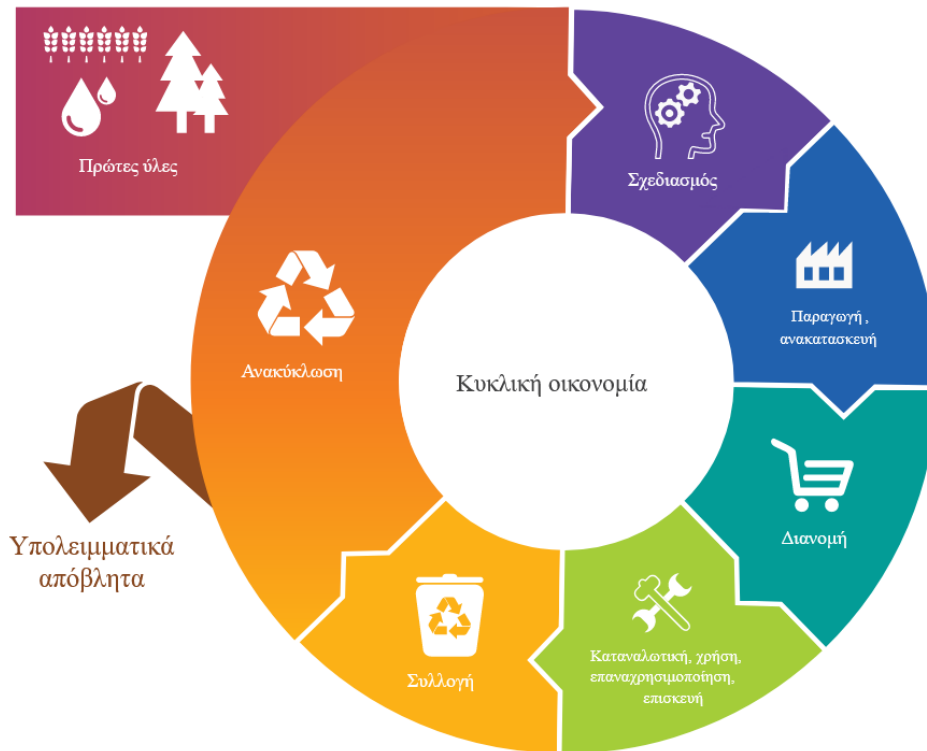 Πρώτες ύλες
Σχεδιασμός
Παραγωγή ,
ανακατασκευή
Διανομή
Καταναλωτική, χρήση,
επαναχρησιμοποίηση,
επισκευή
Συλλογή
Ανακύκλωση
Υπολειμματικά
απόβλητα
Κυκλική οικονομία